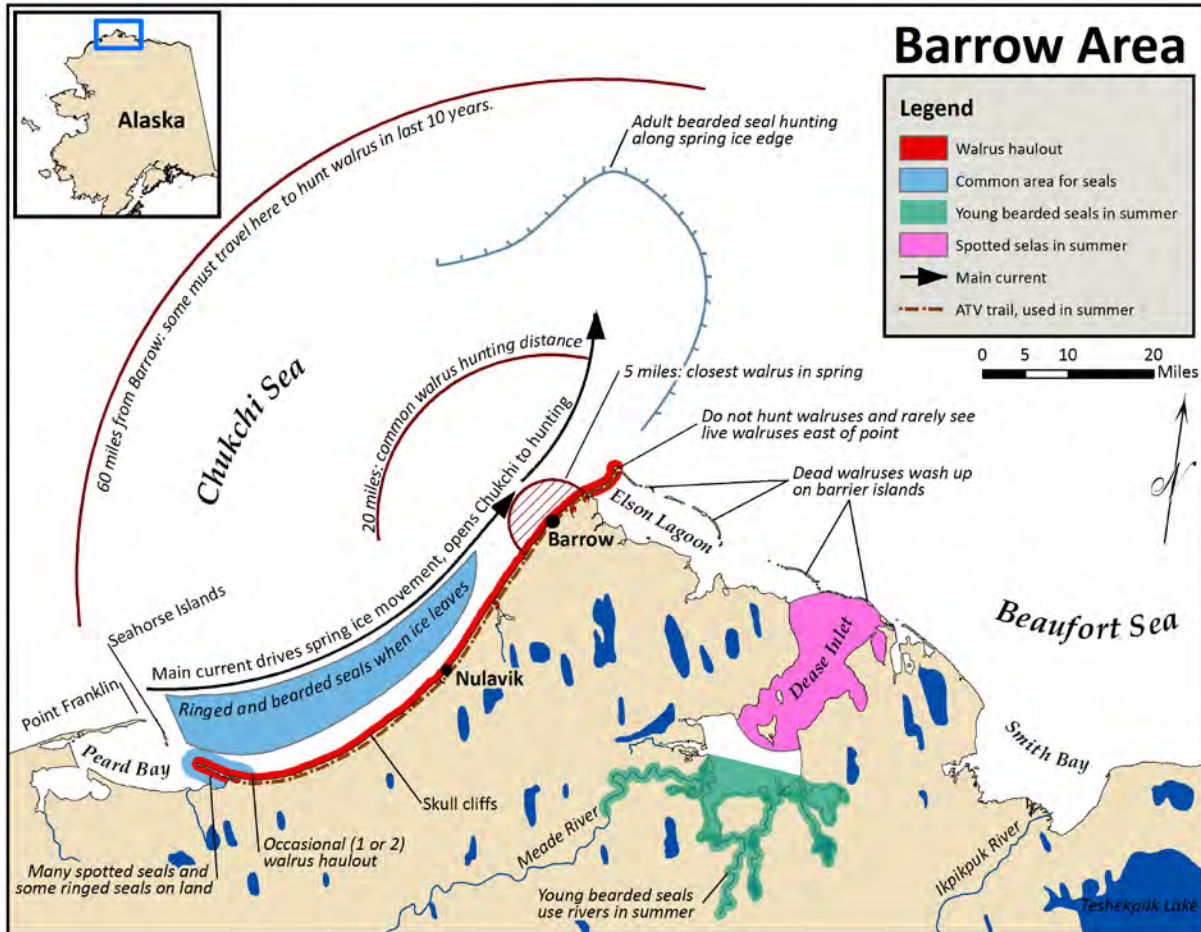 Barrow Area
Alaska
Legend
Walrus haulout
Common area for seals
Young bearded seals in summer
Spotted selas in summer
Main current
ATV trail, used in summer
0 5 10 20
Miles
N
60 miles from Barrow: some must travel here to hunt walrus in last 10 years.
Adult bearded seal hunting
along spring ice edge
Chukchi Sea
20 miles: common walrus hunting distance
5 miles: closest walrus in spring
Main current drives spring ice movement, opens Chukchi to hunting
Do not hunt walruses and rarely see
live walruses east of point
Dead walruses wash up
on barrier islands
Elson Lagoon
Barrow
Beaufort Sea
Seahorse Islands
Ringed and bearded seals when ice leaves
Dease Inlet
Nulavik
Point Franklin
Peard Bay
Smith Bay
Skull cliffs
Meade River
Occasional (1 or 2)
walrus haulout
Many spotted seals and
some ringed seals on land
Young bearded seals
use rivers in summer
Ikpikpuk River
Teshekpuk Lake